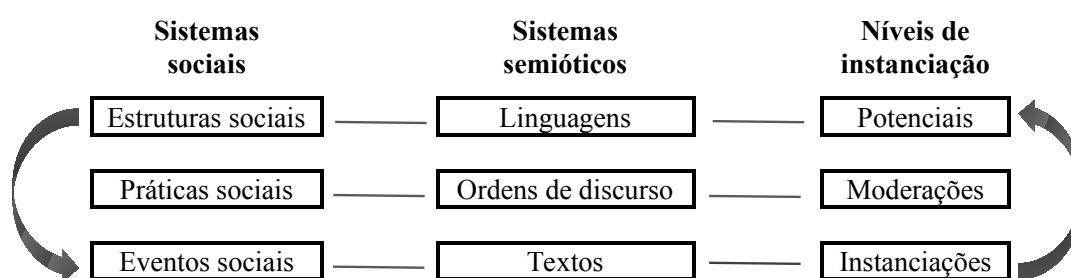 Sistemas sociais
Sistemas semióticos
Níveis de instanciação
Estruturas sociais
Linguagens
Potenciais
Práticas sociais
Ordens de discurso
Moderações
Eventos sociais
Textos
Instanciações